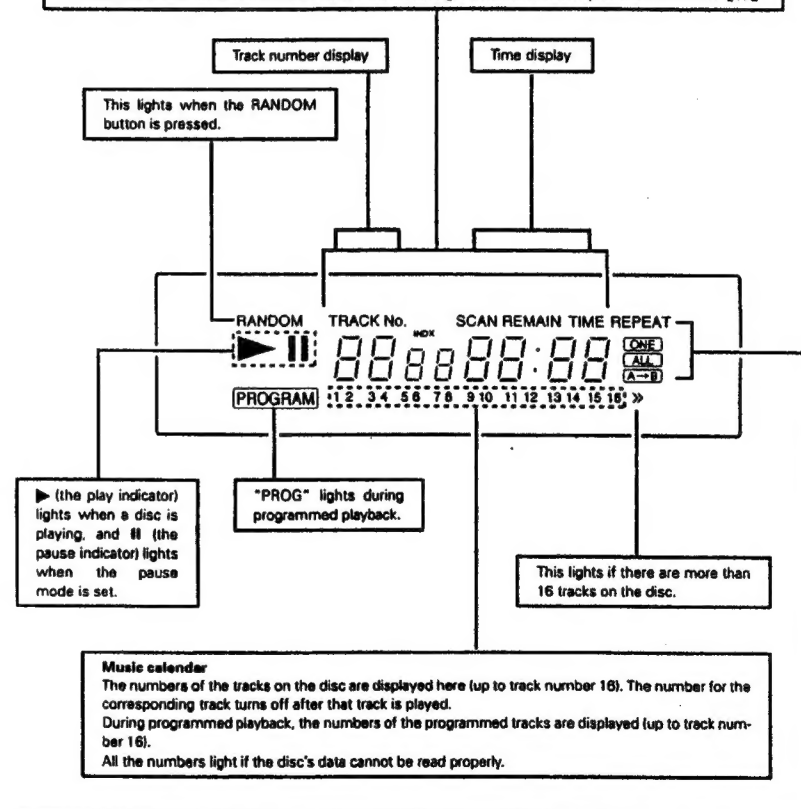 Track number display
Time display
This lights when the RANDOM
button is pressed.
RANDOM TRACK No. SCAN REMAIN TIME REPEAT
INDX
▶ II 88 88 88:88 ONE
ALL
A→B
PROGRAM 1 2 3 4 5 6 7 8 9 10 11 12 13 14 15 16 »
▶ (the play indicator)
lights when a disc is
playing, and II (the
pause indicator) lights
when the pause
mode is set.
"PROG" lights during
programmed playback.
This lights if there are more than
16 tracks on the disc.
Music calendar
The numbers of the tracks on the disc are displayed here (up to track number 16). The number for the
corresponding track turns off after that track is played.
During programmed playback, the numbers of the programmed tracks are displayed (up to track num-
ber 16).
All the numbers light if the disc's data cannot be read properly.